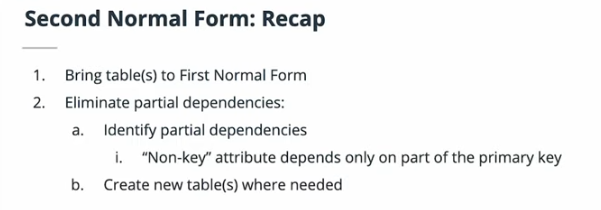 Second Normal Form: Recap
1. Bring table(s) to First Normal Form
2. Eliminate partial dependencies:
a. Identify partial dependencies
i. “Non-key” attribute depends only on part of the primary key
b. Create new table(s) where needed